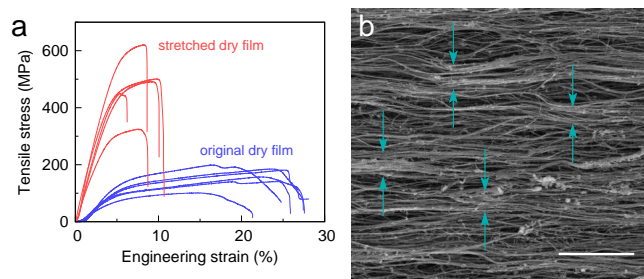 a
600
400
200
0
Tensile stress (MPa)
stretched dry film
original dry film
0
10
20
30
Engineering strain (%)
b